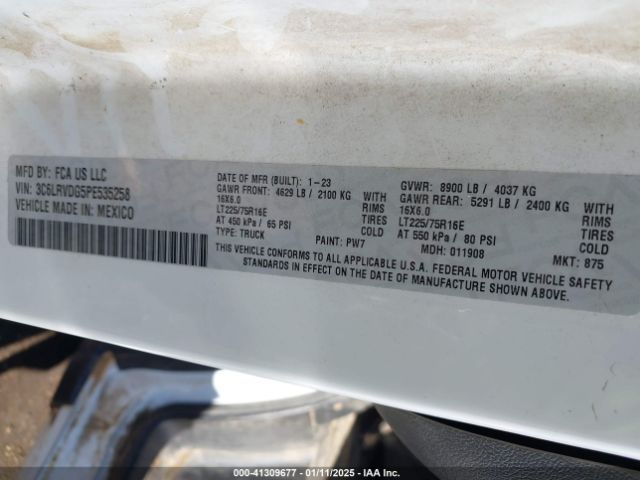 MFD BY: FCA US LLC
VIN: 3C6LRVDG5PE535258
VEHICLE MADE IN: MEXICO
DATE OF MFR (BUILT): 1-23
GAWR FRONT: 4629 LB / 2100 KG WITH
16X6.0 RIMS
LT225/75R16E TIRES
AT 450 kPa / 65 PSI COLD
TYPE: TRUCK PAINT: PW7
GVWR: 8900 LB / 4037 KG
GAWR REAR: 5291 LB / 2400 KG WITH
16X6.0 RIMS
LT225/75R16E TIRES
AT 550 kPa / 80 PSI COLD
MDH: 011908 MKT: 875
THIS VEHICLE CONFORMS TO ALL APPLICABLE U.S.A. FEDERAL MOTOR VEHICLE SAFETY
STANDARDS IN EFFECT ON THE DATE OF MANUFACTURE SHOWN ABOVE.
000-41309677 - 01/11/2025 - IAA Inc.